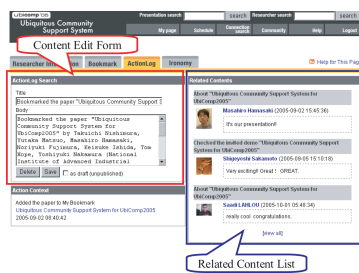 ubicomp'05
Ubiquitous Community
Support System
Presentation search
search
Researcher search
search
My page
Schedule
Connection search
Community
Help
Logout
Content Edit Form
Researcher Information
Bookmark
ActionLog
Ironomy
Help for This Pag
ActionLog Search
Title
Bookmarked the paper "Ubiquitous Community Support S
Body
Bookmarked the paper "Ubiquitous
Community Support System for
UbiComp2005" by Takuichi Nishimura,
Yutaka Matsuo, Masahiro Hamasaki,
Noriyuki Fujimura, Keisuke Ishida, Tom
Hope, Yoshiyuki Nakamura (National
Institute of Advanced Industrial
Delete
Save
as draft (unpublished)
Action Context
Added the paper to My Bookmark
Ubiquitous Community Support System for UbiComp2005
2005-09-02 08:40:42
Related Contents
About "Ubiquitous Community Support System for
UbiComp2005"
Masahiro Hamasaki (2005-09-02 15:45:36)
It's our presentation!!
Checked the invited demo "Ubiquitous Community Support
System for UbiComp2005"
Shigeyoshi Sakamoto (2005-09-05 15:10:18)
Very exciting!! Great ! GREAT.
About "Ubiquitous Community Support System for
UbiComp2005"
Saadi LAHLOU (2005-10-01 05:48:34)
really cool. congratulations.
[view all]
Related Content List